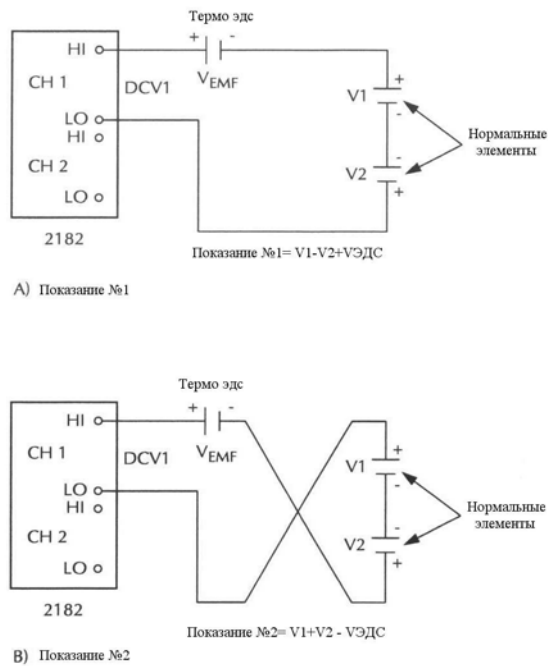 Термо эдс
+ -
HI
V_EMF
CH 1
DCV1
V1
+
-
LO
HI
Нормальные
элементы
CH 2
V2
-
+
LO
2182
Показание №1= V1-V2+VЭДС
А) Показание №1
Термо эдс
+ -
HI
V_EMF
CH 1
DCV1
V1
+
-
LO
HI
Нормальные
элементы
CH 2
V2
-
+
LO
2182
Показание №2= V1+V2 - VЭДС
B) Показание №2